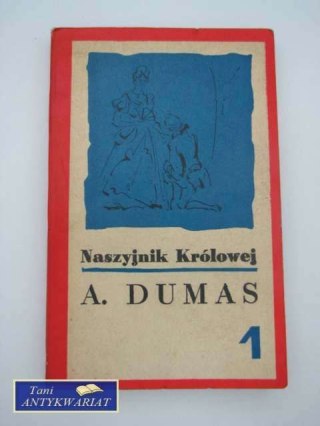 Naszyjnik Królowej
A. DUMAS
1
Tani
ANTYKWARIAT